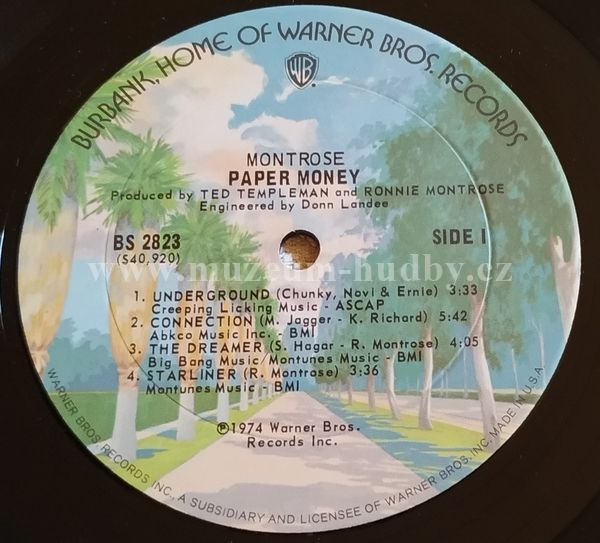 BURBANK, HOME OF WARNER BROS. RECORDS
WB
MONTROSE
PAPER MONEY
Produced by TED TEMPLEMAN and RONNIE MONTROSE
Engineered by Donn Landee
BS 2823
(S40,920)
SIDE I
www.muzeum-hudby.cz
1. UNDERGROUND (Chunky, Novi & Ernie) 3:33
Creeping Licking Music - ASCAP
2. CONNECTION (M. Jagger - K. Richard) 5:42
Abkco Music Inc. - BMI
3. THE DREAMER (S. Hagar - R. Montrose) 4:05
Big Bang Music/Montunes Music - BMI
4. STARLINER (R. Montrose) 3:36
Montunes Music - BMI
℗1974 Warner Bros.
Records Inc.
WARNER BROS. RECORDS INC., A SUBSIDIARY AND LICENSEE OF WARNER BROS. INC. MADE IN U.S.A.